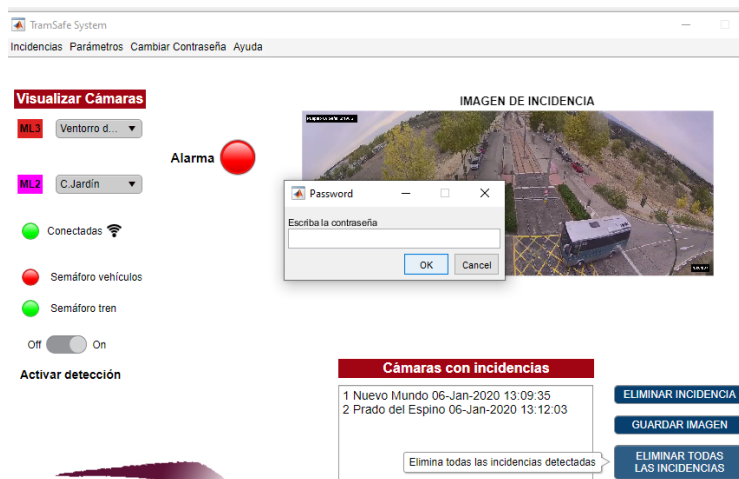 TramSafe System
Incidencias Parámetros Cambiar Contraseña Ayuda
Visualizar Cámaras
ML3 Ventorro d...
Alarma
ML2 C.Jardín
Conectadas
Semáforo vehículos
Semáforo tren
Off On
Activar detección
IMAGEN DE INCIDENCIA
Password
Escriba la contraseña
OK Cancel
Cámaras con incidencias
1 Nuevo Mundo 06-Jan-2020 13:09:35
2 Prado del Espino 06-Jan-2020 13:12:03
ELIMINAR INCIDENCIA
GUARDAR IMAGEN
Elimina todas las incidencias detectadas
ELIMINAR TODAS
LAS INCIDENCIAS